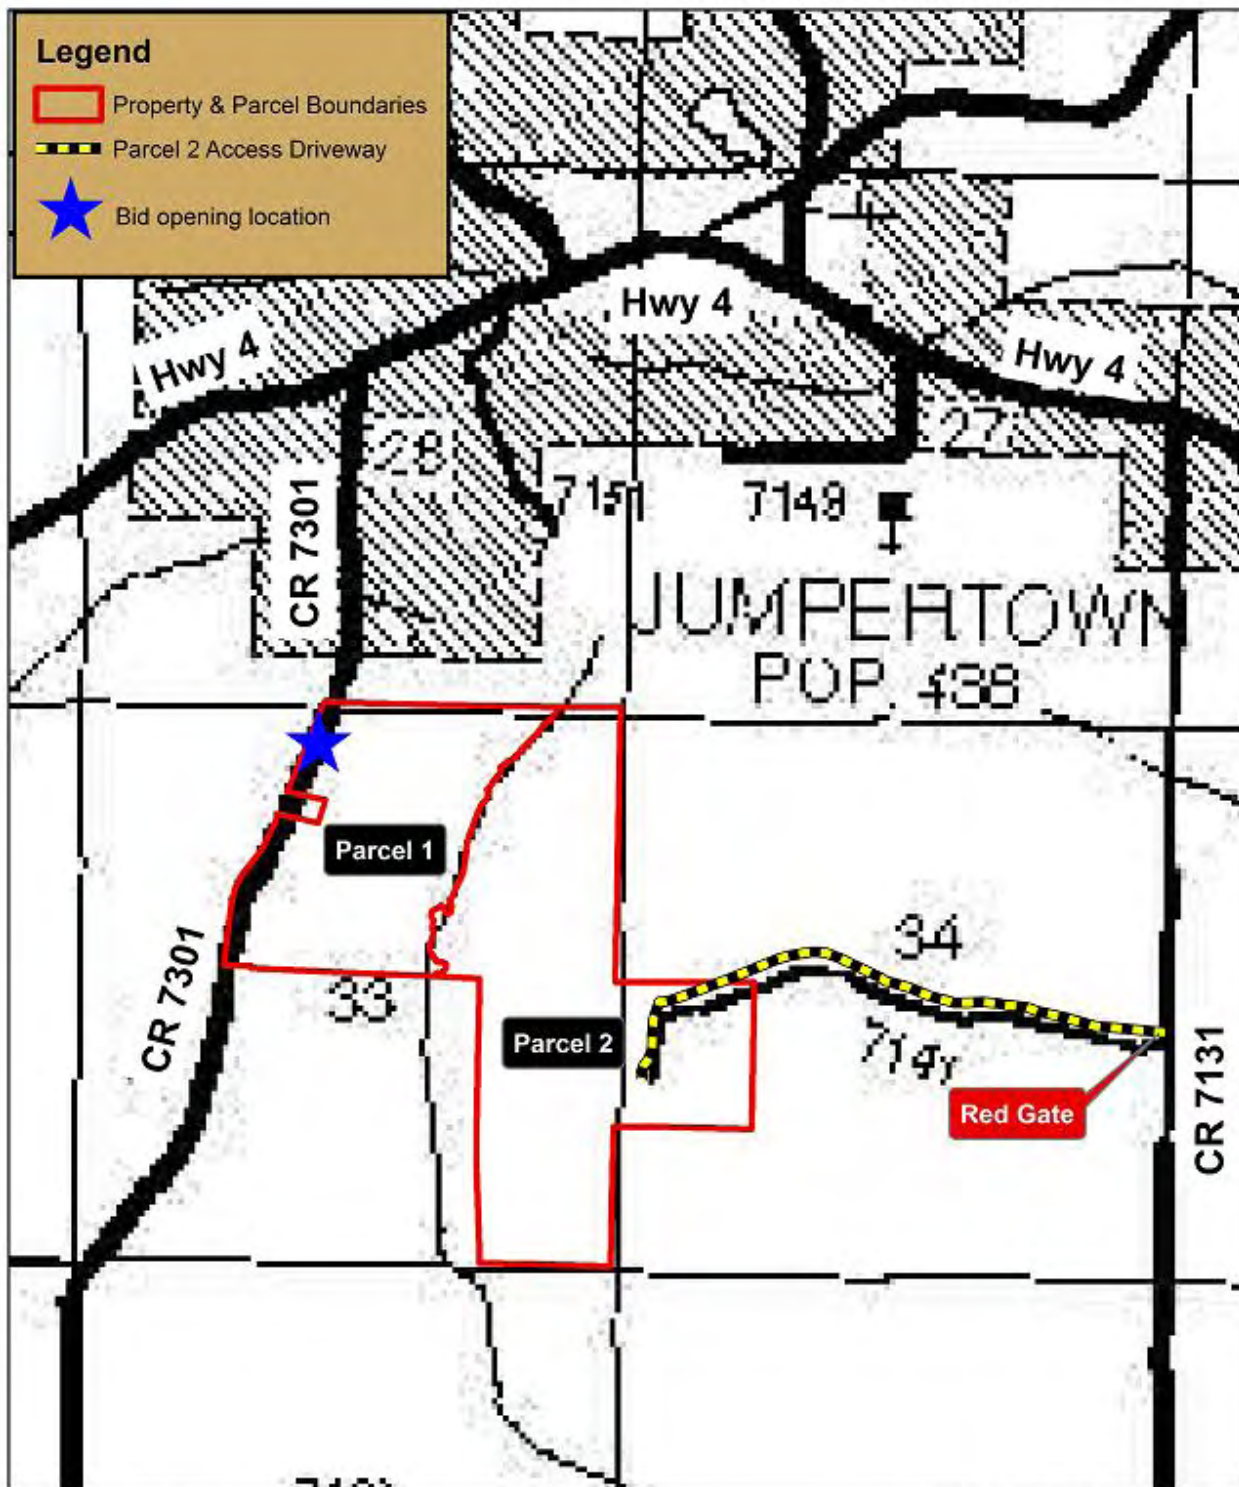 Legend
Property & Parcel Boundaries
Parcel 2 Access Driveway
Bid opening location
Hwy 4
Hwy 4
Hwy 4
28
27
CR 7301
7151
7149
JUMPERTOWN
POP. 438
Parcel 1
34
33
CR 7301
Parcel 2
Red Gate
CR 7131